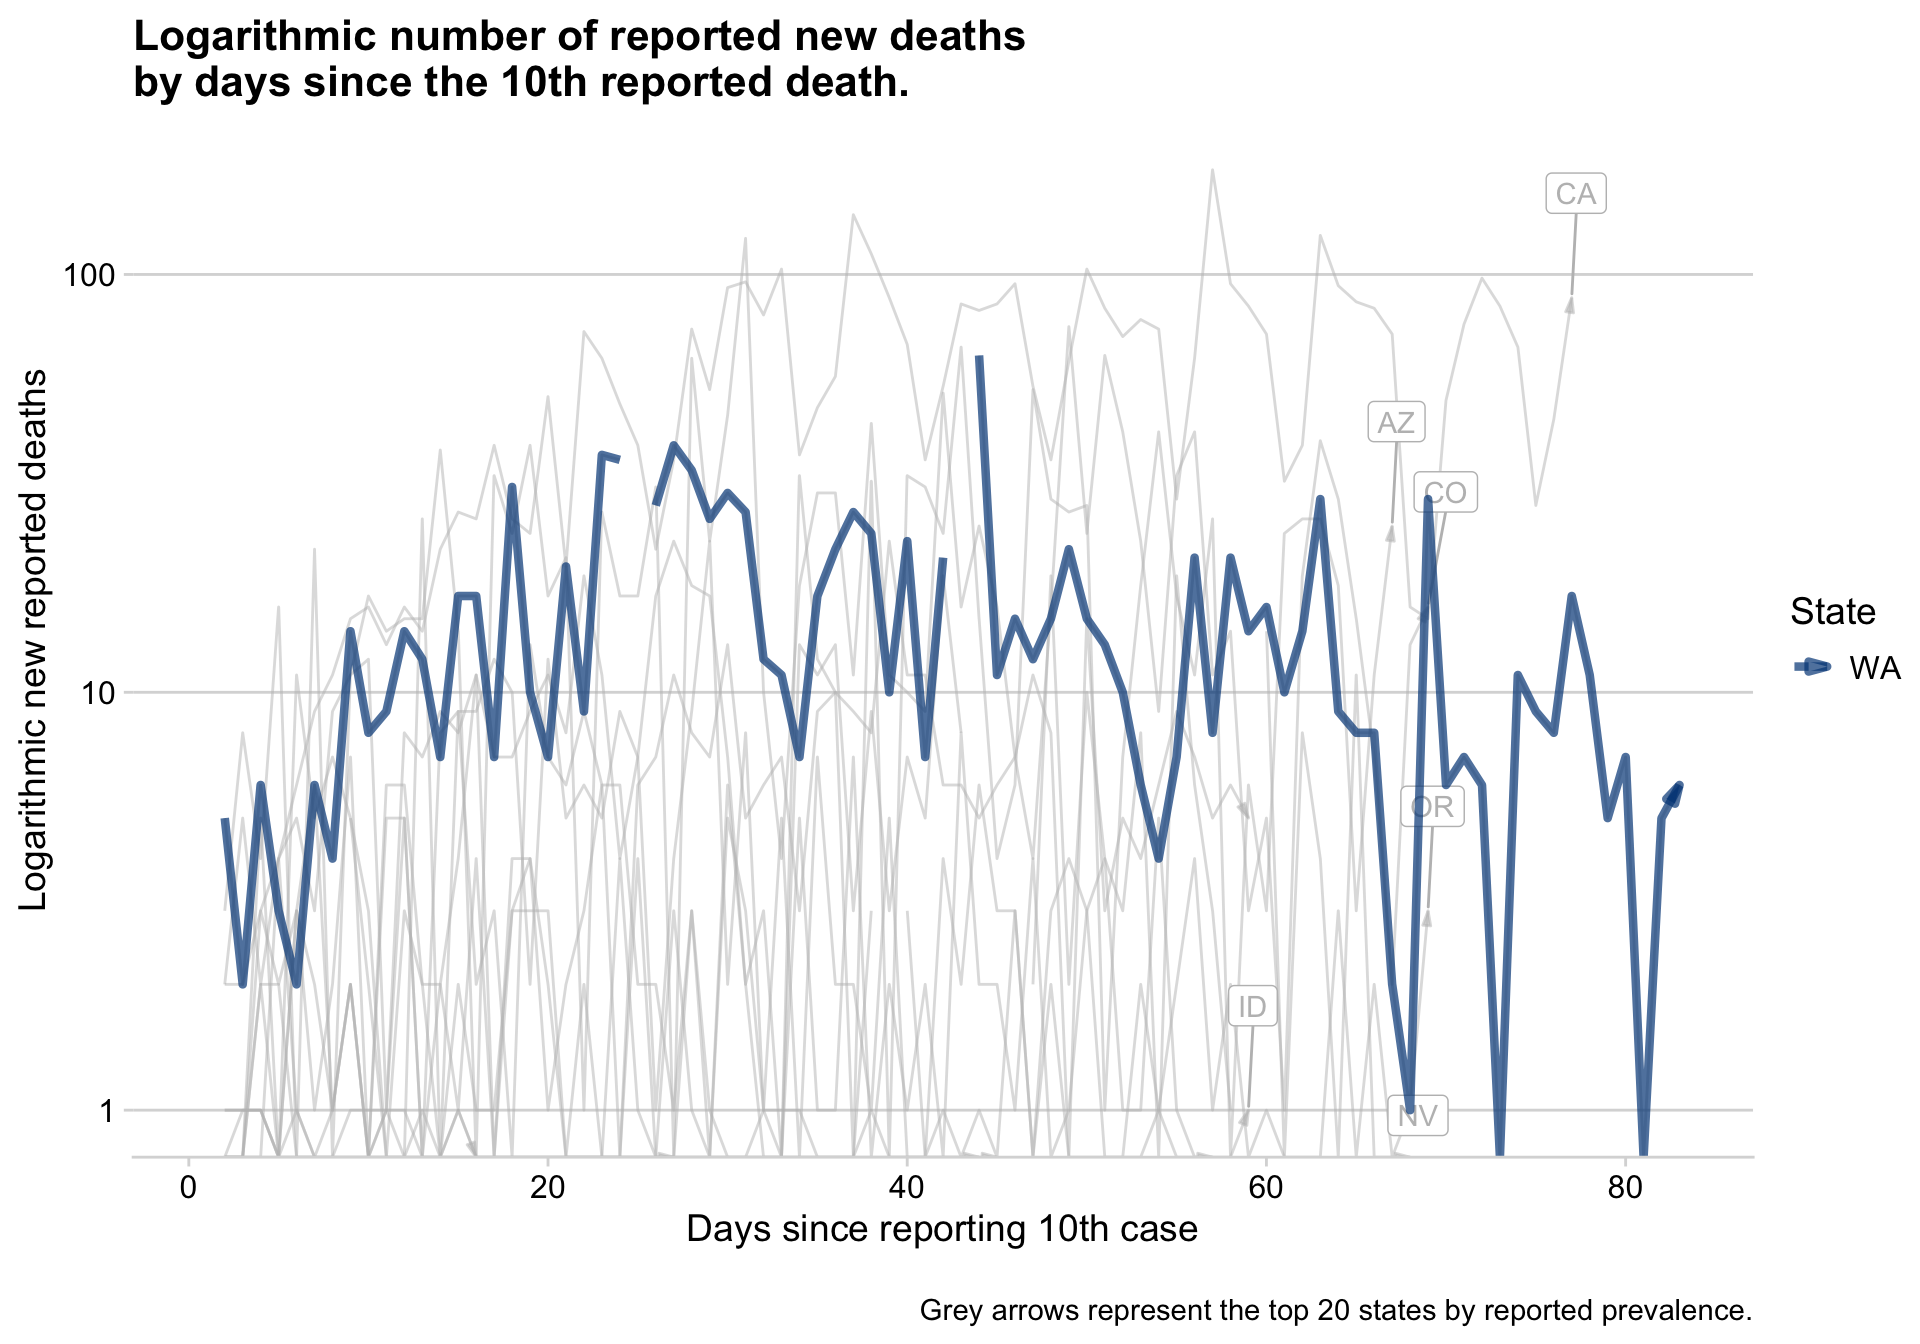 Logarithmic number of reported new deaths
by days since the 10th reported death.
Logarithmic new reported deaths
100
10
1
CA
AZ
CO
OR
ID
NV
State
WA
0 20 40 60 80
Days since reporting 10th case
Grey arrows represent the top 20 states by reported prevalence.